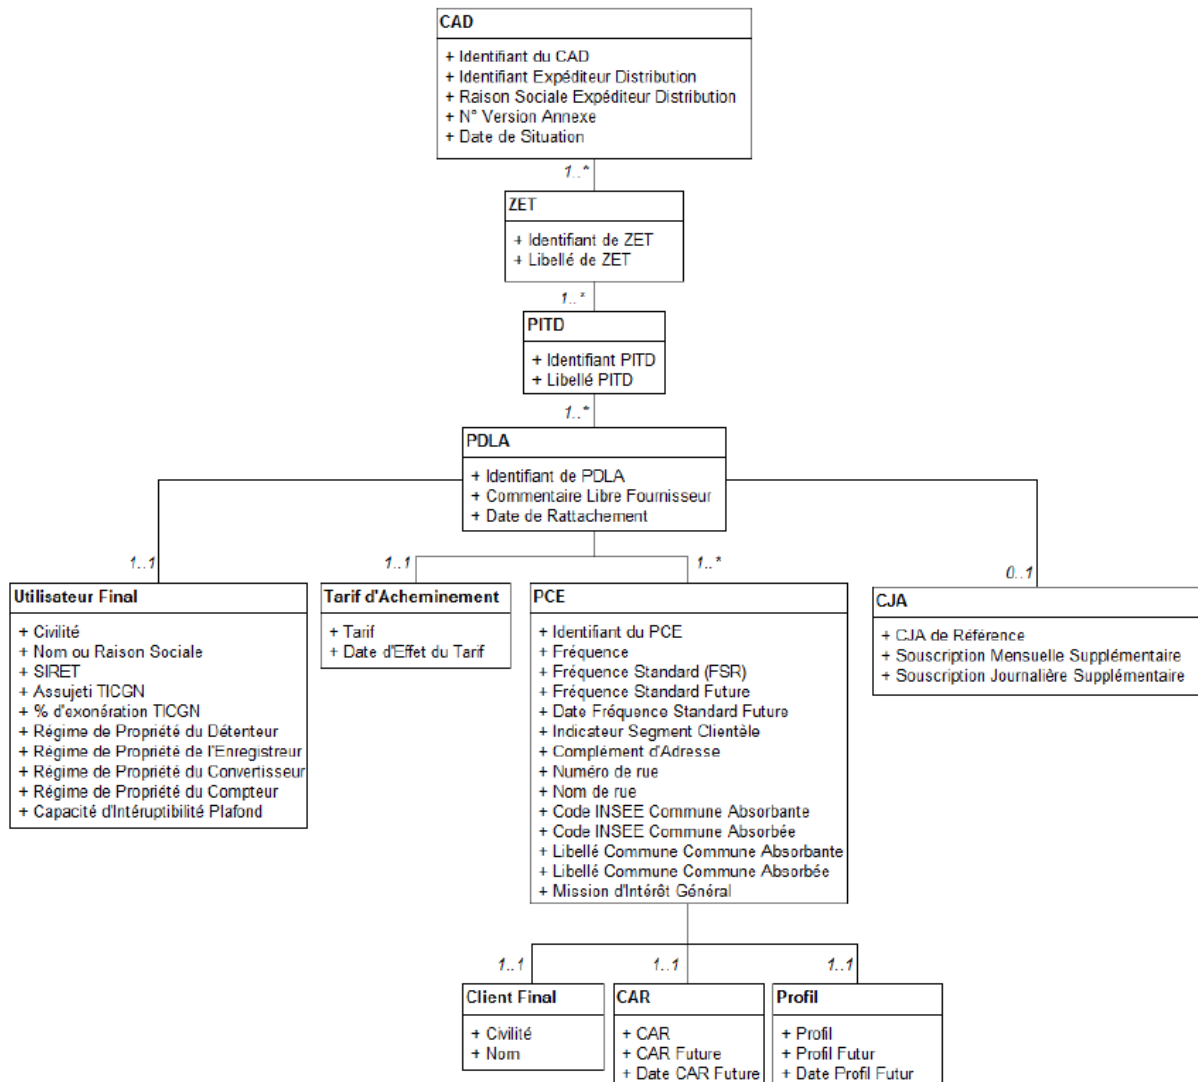 CAD
+ Identifiant du CAD
+ Identifiant Expéditeur Distribution
+ Raison Sociale Expéditeur Distribution
+ N° Version Annexe
+ Date de Situation
1..*
ZET
+ Identifiant de ZET
+ Libellé de ZET
1..*
PITD
+ Identifiant PITD
+ Libellé PITD
1..*
PDLA
+ Identifiant de PDLA
+ Commentaire Libre Fournisseur
+ Date de Rattachement
1..1
Utilisateur Final
+ Civilité
+ Nom ou Raison Sociale
+ SIRET
+ Assujeti TICGN
+ % d'exonération TICGN
+ Régime de Propriété du Détenteur
+ Régime de Propriété de l'Enregistreur
+ Régime de Propriété du Convertisseur
+ Régime de Propriété du Compteur
+ Capacité d'Intéruptibilité Plafond
1..1
Tarif d'Acheminement
+ Tarif
+ Date d'Effet du Tarif
1..*
PCE
+ Identifiant du PCE
+ Fréquence
+ Fréquence Standard (FSR)
+ Fréquence Standard Future
+ Date Fréquence Standard Future
+ Indicateur Segment Clientèle
+ Complément d'Adresse
+ Numéro de rue
+ Nom de rue
+ Code INSEE Commune Absorbante
+ Code INSEE Commune Absorbée
+ Libellé Commune Commune Absorbante
+ Libellé Commune Commune Absorbée
+ Mission d'Intérêt Général
0..1
CJA
+ CJA de Référence
+ Souscription Mensuelle Supplémentaire
+ Souscription Journalière Supplémentaire
1..1
Client Final
+ Civilité
+ Nom
1..1
CAR
+ CAR
+ CAR Future
+ Date CAR Future
1..1
Profil
+ Profil
+ Profil Futur
+ Date Profil Futur